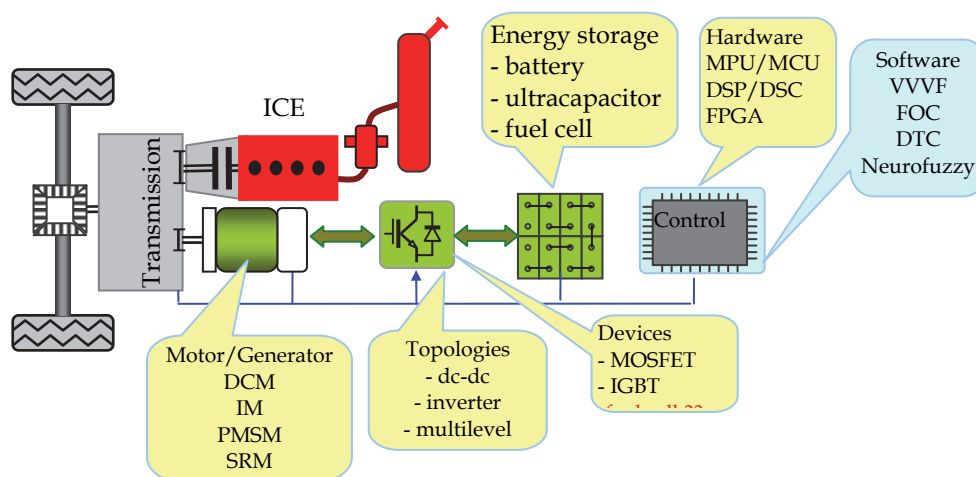 Energy storage
- battery
- ultracapacitor
- fuel cell
Hardware
MPU/MCU
DSP/DSC
FPGA
Software
VVVF
FOC
DTC
Neurofuzzy
ICE
Transmission
Control
Motor/Generator
DCM
IM
PMSM
SRM
Topologies
- dc-dc
- inverter
- multilevel
Devices
- MOSFET
- IGBT